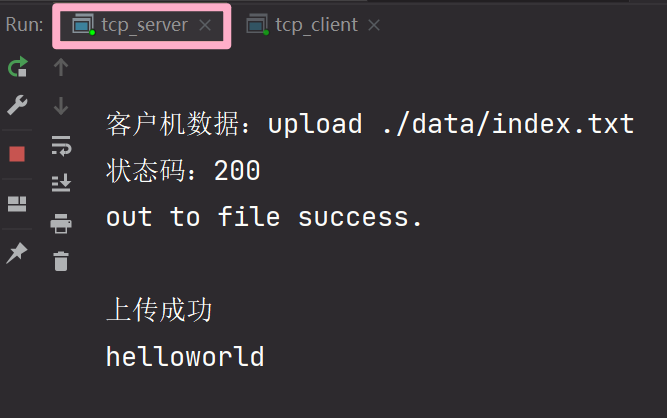 Run: tcp_server tcp_client
客户机数据：upload ./data/index.txt
状态码：200
out to file success.
上传成功
helloworld